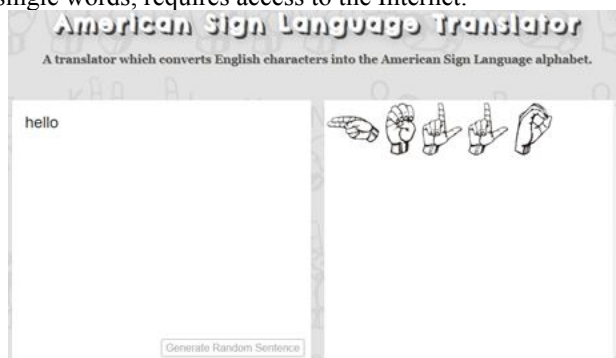 single words, requires access to the Internet.
American Sign Language Translator
A translator which converts English characters into the American Sign Language alphabet.
hello
Generate Random Sentence